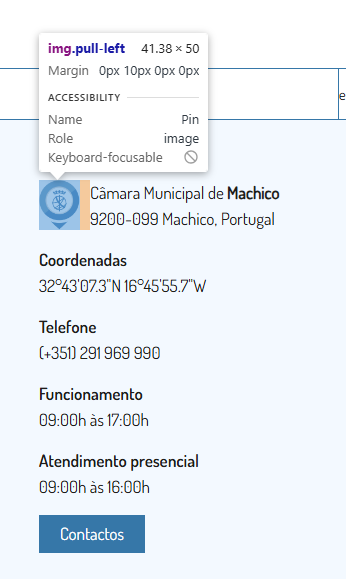 img.pull-left 41.38 × 50
Margin 0px 10px 0px 0px
ACCESSIBILITY
Name Pin
Role image
Keyboard-focusable
e
Câmara Municipal de Machico
9200-099 Machico, Portugal
Coordenadas
32°43'07.3"N 16°45'55.7"W
Telefone
(+351) 291 969 990
Funcionamento
09:00h às 17:00h
Atendimento presencial
09:00h às 16:00h
Contactos